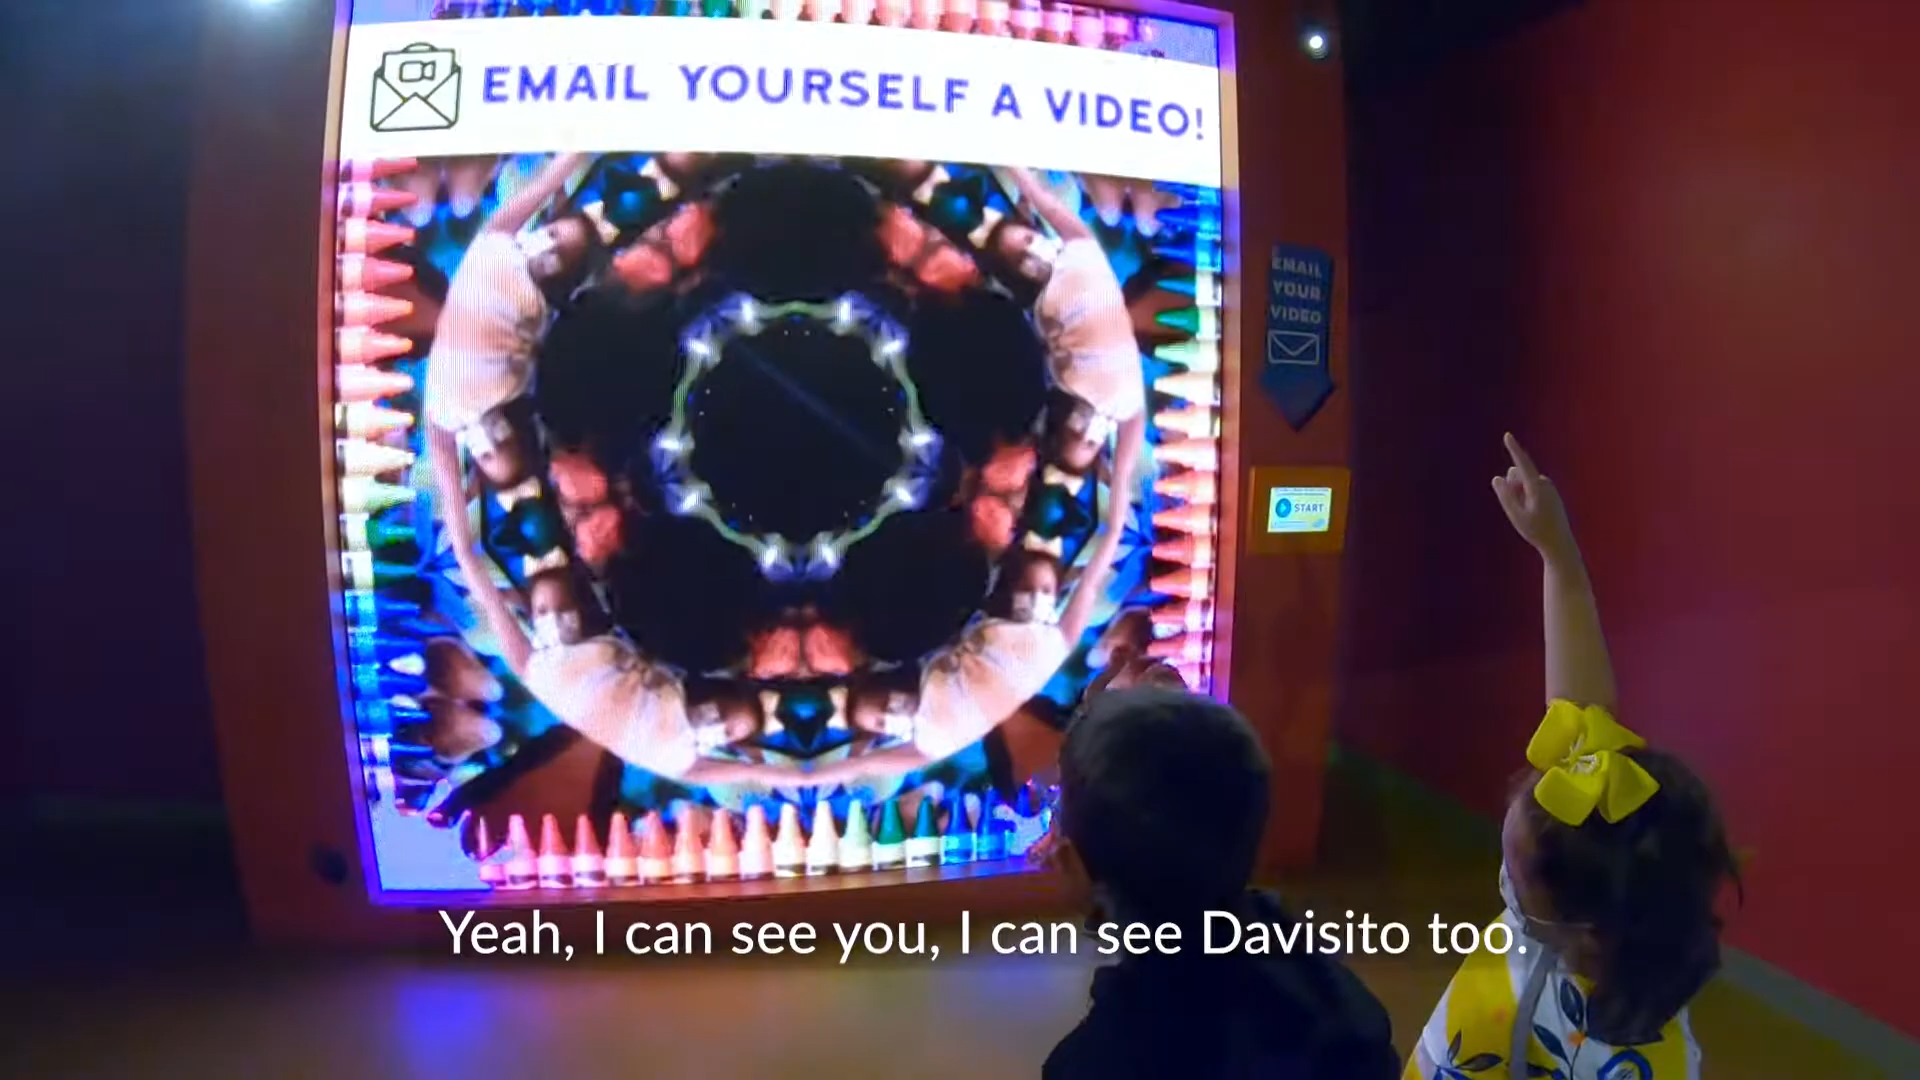 EMAIL YOURSELF A VIDEO!
EMAIL
YOUR
VIDEO
START
Yeah, I can see you, I can see Davisito too.